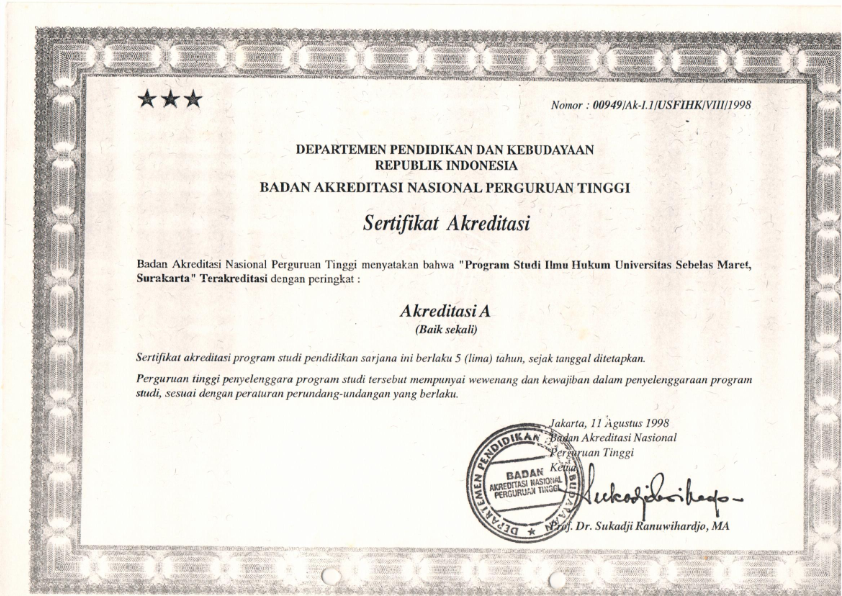 Nomor : 00949/Ak-I.1/USFIHK/VIII/1998
DEPARTEMEN PENDIDIKAN DAN KEBUDAYAAN
REPUBLIK INDONESIA
BADAN AKREDITASI NASIONAL PERGURUAN TINGGI
Sertifikat Akreditasi
Badan Akreditasi Nasional Perguruan Tinggi menyatakan bahwa "Program Studi Ilmu Hukum Universitas Sebelas Maret,
Surakarta" Terakreditasi dengan peringkat :
Akreditasi A
(Baik sekali)
Sertifikat akreditasi program studi pendidikan sarjana ini berlaku 5 (lima) tahun, sejak tanggal ditetapkan.
Perguruan tinggi penyelenggara program studi tersebut mempunyai wewenang dan kewajiban dalam penyelenggaraan program
studi, sesuai dengan peraturan perundang-undangan yang berlaku.
Jakarta, 11 Agustus 1998
Badan Akreditasi Nasional
Perguruan Tinggi
Ketua
DEPARTEMEN PENDIDIKAN
BADAN
AKREDITASI NASIONAL
PERGURUAN TINGGI
Prof. Dr. Sukadji Ranuwihardjo, MA